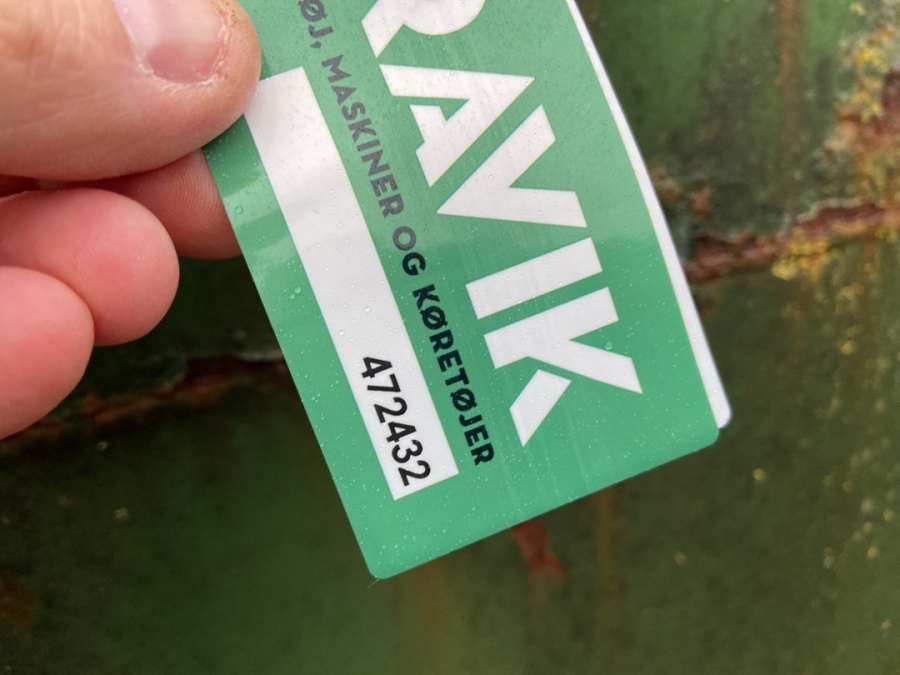 RAVIK
ØJ, MASKINER OG KØRETØJER
472432